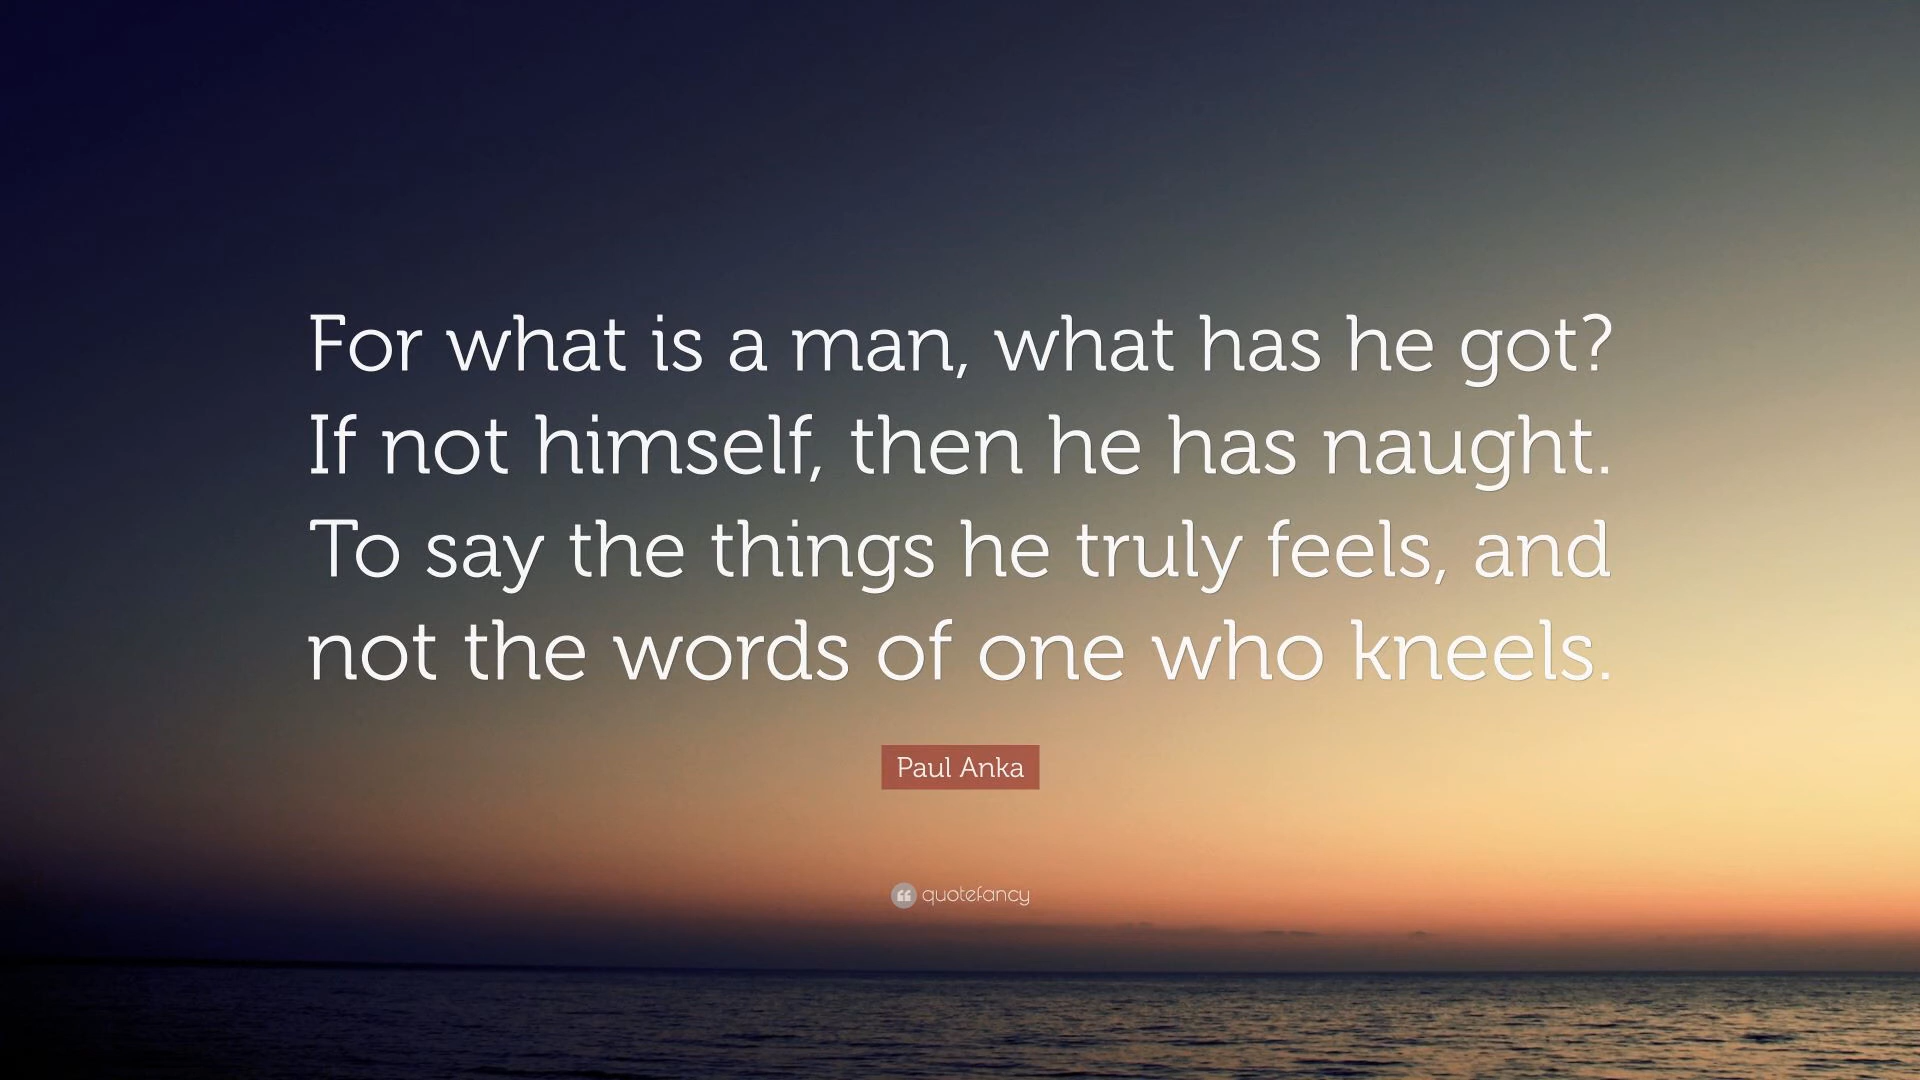 For what is a man, what has he got?
If not himself, then he has naught.
To say the things he truly feels, and
not the words of one who kneels.
Paul Anka
quotefancy